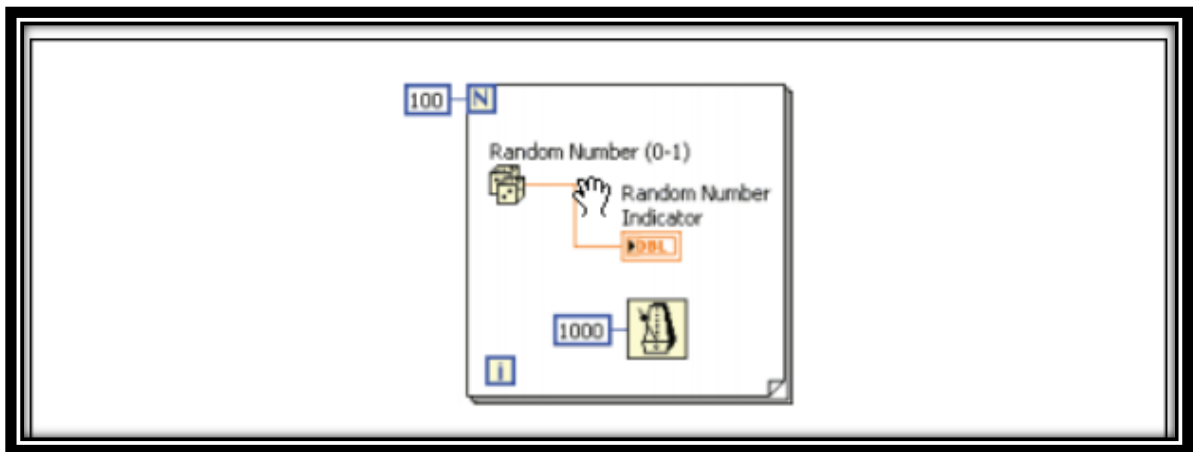 100 N
Random Number (0-1)
Random Number
Indicator
DBL
1000
i